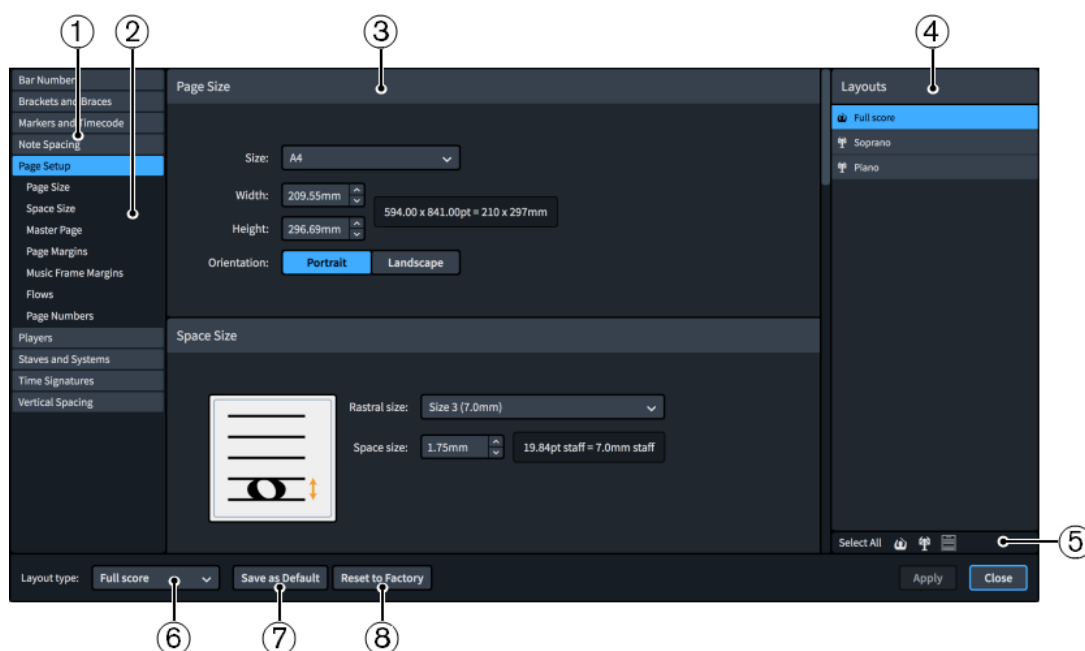 ① ② ③ ④
Bar Number
Brackets and Braces
Markers and Timecode
Note Spacing
Page Setup
Page Size
Space Size
Master Page
Page Margins
Music Frame Margins
Flows
Page Numbers
Players
Staves and Systems
Time Signatures
Vertical Spacing
Page Size
Size: A4
Width: 209.55mm
594.00 x 841.00pt = 210 x 297mm
Height: 296.69mm
Orientation: Portrait Landscape
Space Size
Rastral size: Size 3 (7.0mm)
Space size: 1.75mm 19.84pt staff = 7.0mm staff
Layouts
Full score
Soprano
Piano
Select All
⑤
Layout type: Full score Save as Default Reset to Factory Apply Close
⑥ ⑦ ⑧